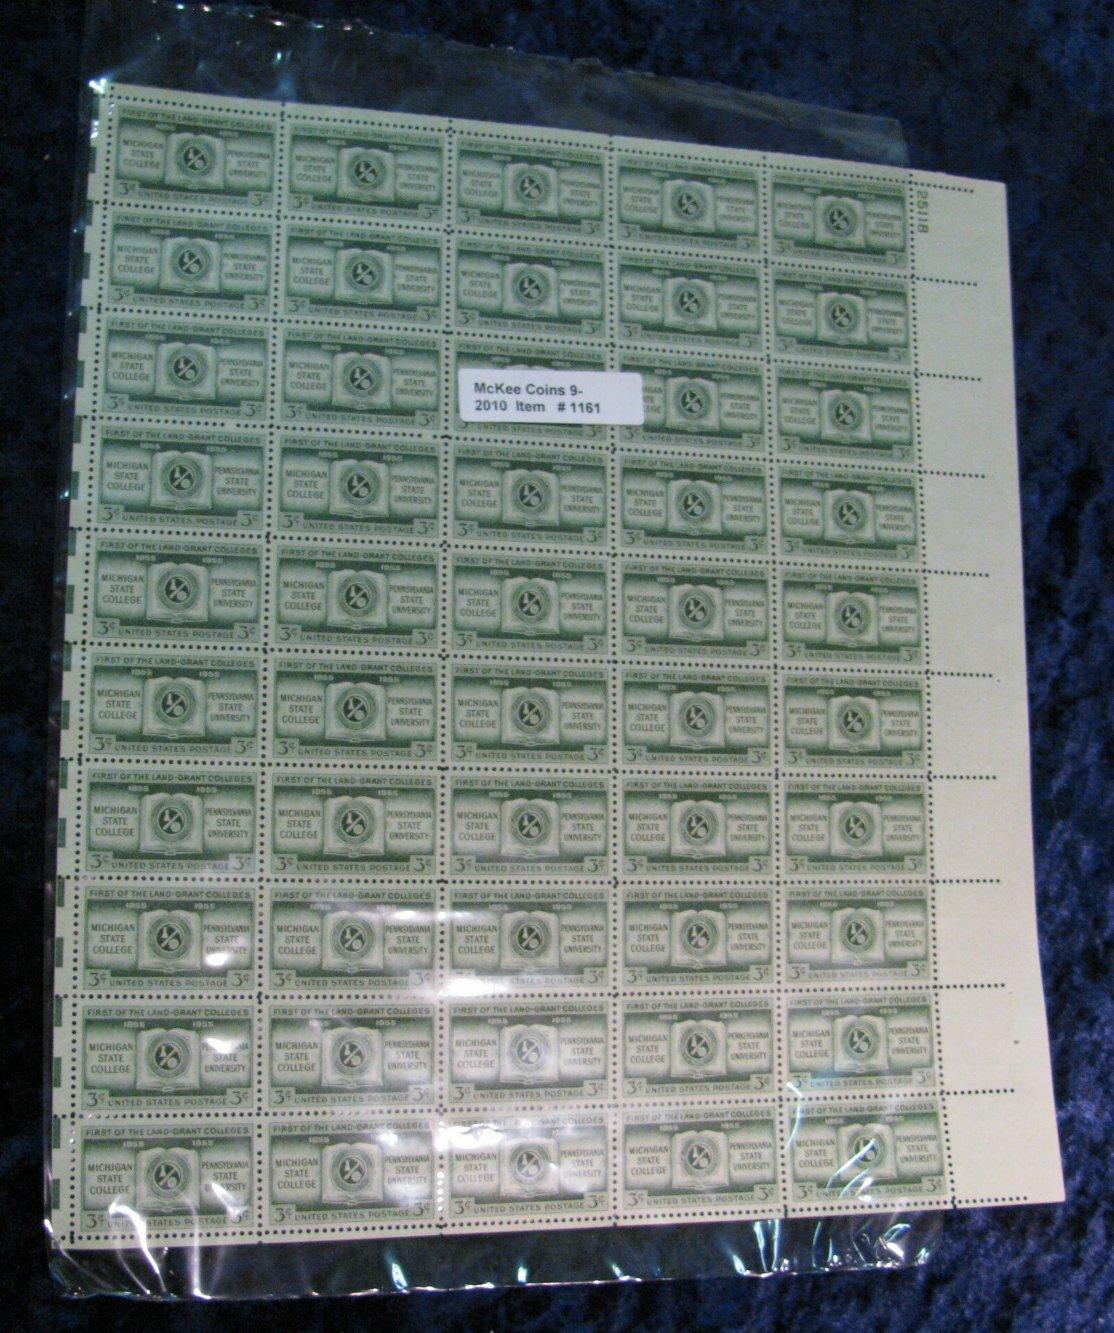 FIRST OF THE LAND-GRANT COLLEGES
1855 1955
MICHIGAN STATE COLLEGE
PENNSYLVANIA STATE UNIVERSITY
3¢ UNITED STATES POSTAGE 3¢
25318
McKee Coins 9-
2010 Item # 1161